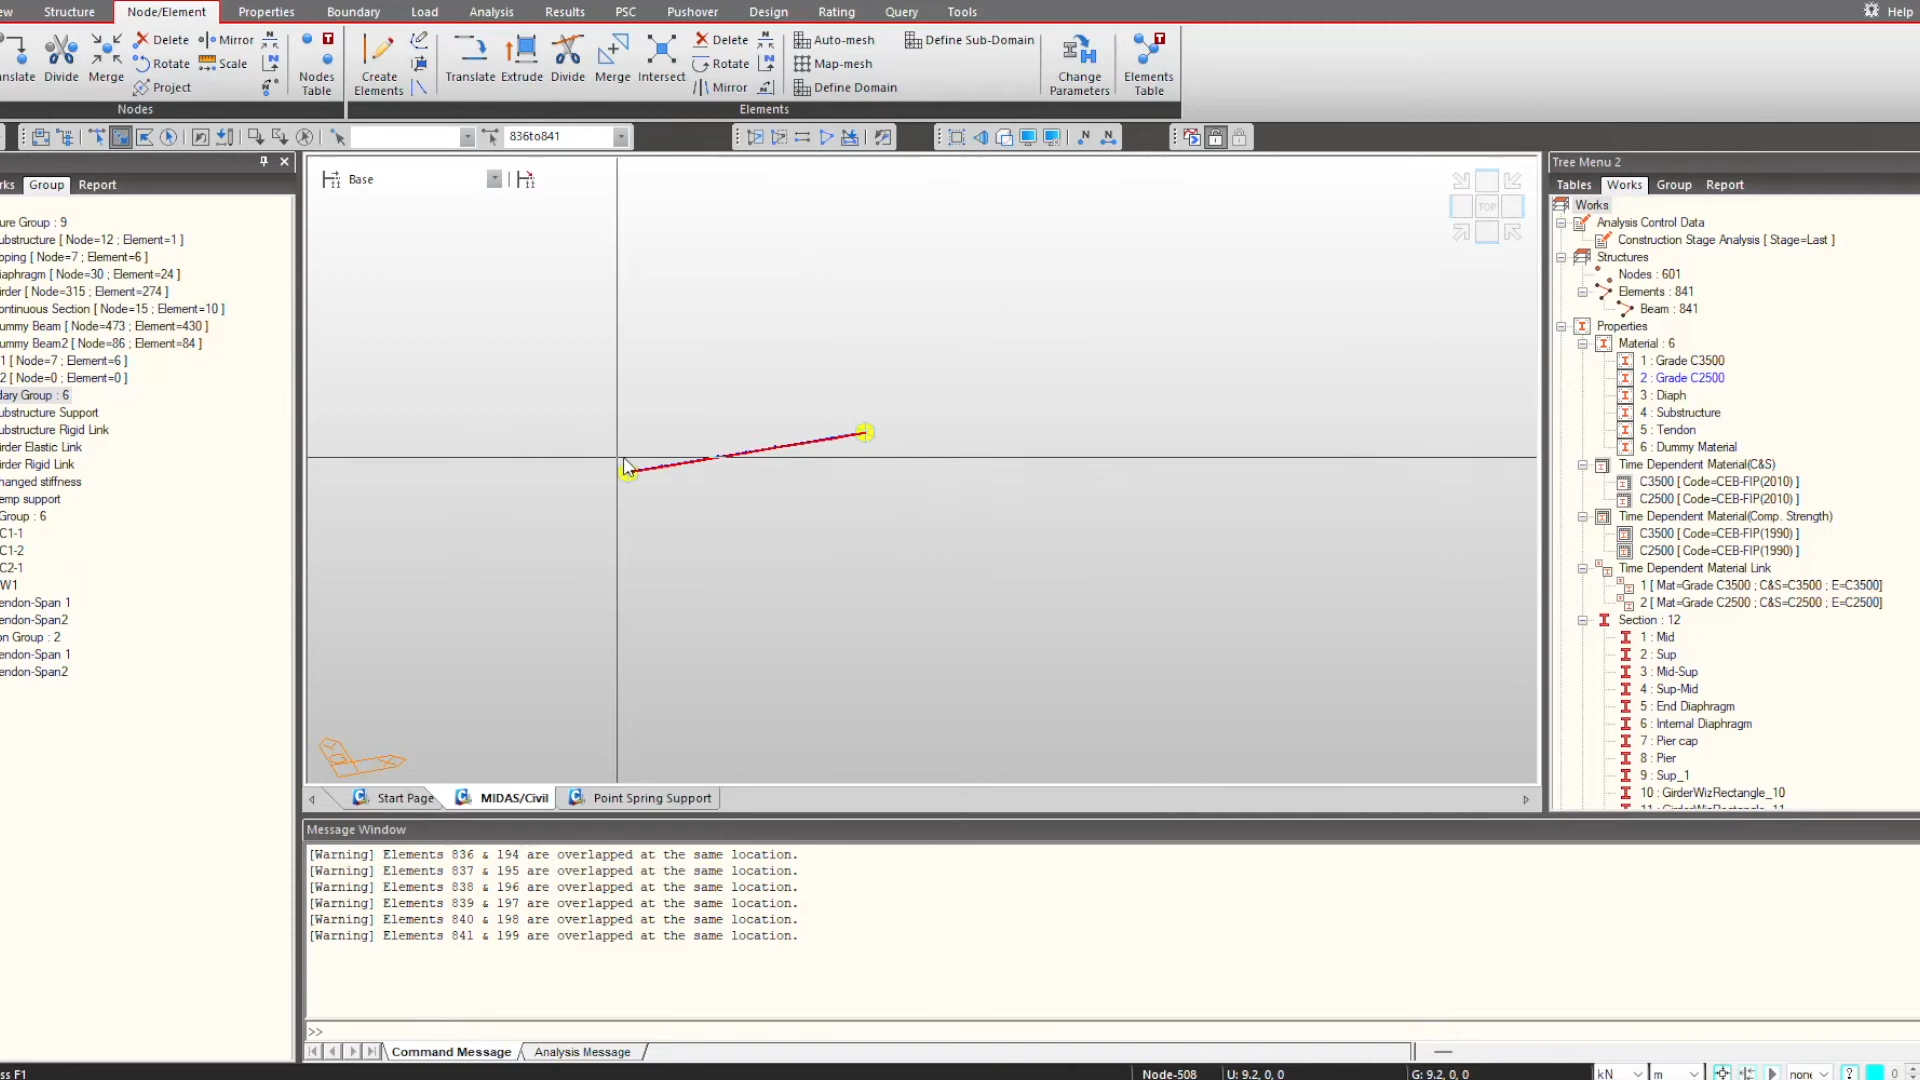 ew Structure Node/Element Properties Boundary Load Analysis Results PSC Pushover Design Rating Query Tools Help
Delete Mirror Delete Auto-mesh Define Sub-Domain
Rotate Scale Rotate Map-mesh
anslate Divide Merge Project Nodes Table Create Elements Translate Extrude Divide Merge Intersect Mirror Define Domain Change Parameters Elements Table
Nodes Elements
836to841
Tree Menu 2
rks Group Report
Base
TOP
Tables Works Group Report
ure Group : 9
ubstructure [ Node=12 ; Element=1 ]
oping [ Node=7 ; Element=6 ]
iaphragm [ Node=30 ; Element=24 ]
irder [ Node=315 ; Element=274 ]
ontinuous Section [ Node=15 ; Element=10 ]
ummy Beam [ Node=473 ; Element=430 ]
ummy Beam2 [ Node=86 ; Element=84 ]
1 [ Node=7 ; Element=6 ]
2 [ Node=0 ; Element=0 ]
dary Group : 6
ubstructure Support
ubstructure Rigid Link
irder Elastic Link
irder Rigid Link
hanged stiffness
emp support
Group : 6
C1-1
C1-2
C2-1
W1
endon-Span 1
endon-Span2
on Group : 2
endon-Span 1
endon-Span2
Works
Analysis Control Data
Construction Stage Analysis [ Stage=Last ]
Structures
Nodes : 601
Elements : 841
Beam : 841
Properties
Material : 6
1 : Grade C3500
2 : Grade C2500
3 : Diaph
4 : Substructure
5 : Tendon
6 : Dummy Material
Time Dependent Material(C&S)
C3500 [ Code=CEB-FIP(2010) ]
C2500 [ Code=CEB-FIP(2010) ]
Time Dependent Material(Comp. Strength)
C3500 [ Code=CEB-FIP(1990) ]
C2500 [ Code=CEB-FIP(1990) ]
Time Dependent Material Link
1 [ Mat=Grade C3500 ; C&S=C3500 ; E=C3500]
2 [ Mat=Grade C2500 ; C&S=C2500 ; E=C2500]
Section : 12
1 : Mid
2 : Sup
3 : Mid-Sup
4 : Sup-Mid
5 : End Diaphragm
6 : Internal Diaphragm
7 : Pier cap
8 : Pier
9 : Sup_1
10 : GirderWizRectangle_10
11 : GirderWizRectangle_11
Start Page MIDAS/Civil Point Spring Support
Message Window
[Warning] Elements 836 & 194 are overlapped at the same location.
[Warning] Elements 837 & 195 are overlapped at the same location.
[Warning] Elements 838 & 196 are overlapped at the same location.
[Warning] Elements 839 & 197 are overlapped at the same location.
[Warning] Elements 840 & 198 are overlapped at the same location.
[Warning] Elements 841 & 199 are overlapped at the same location.
>>
Command Message Analysis Message
ss F1 Node-508 U: 9.2, 0, 0 G: 9.2, 0, 0 kN m none ? 0